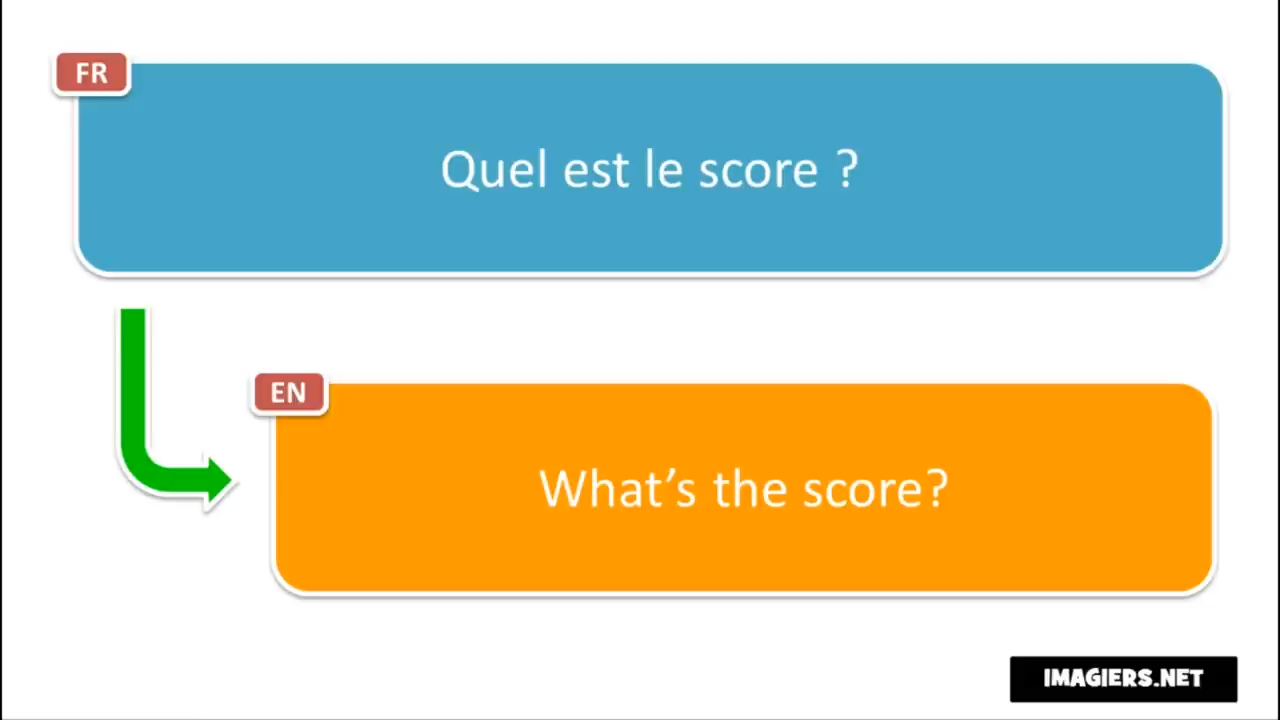 FR
Quel est le score ?
EN
What’s the score?
IMAGIERS.NET